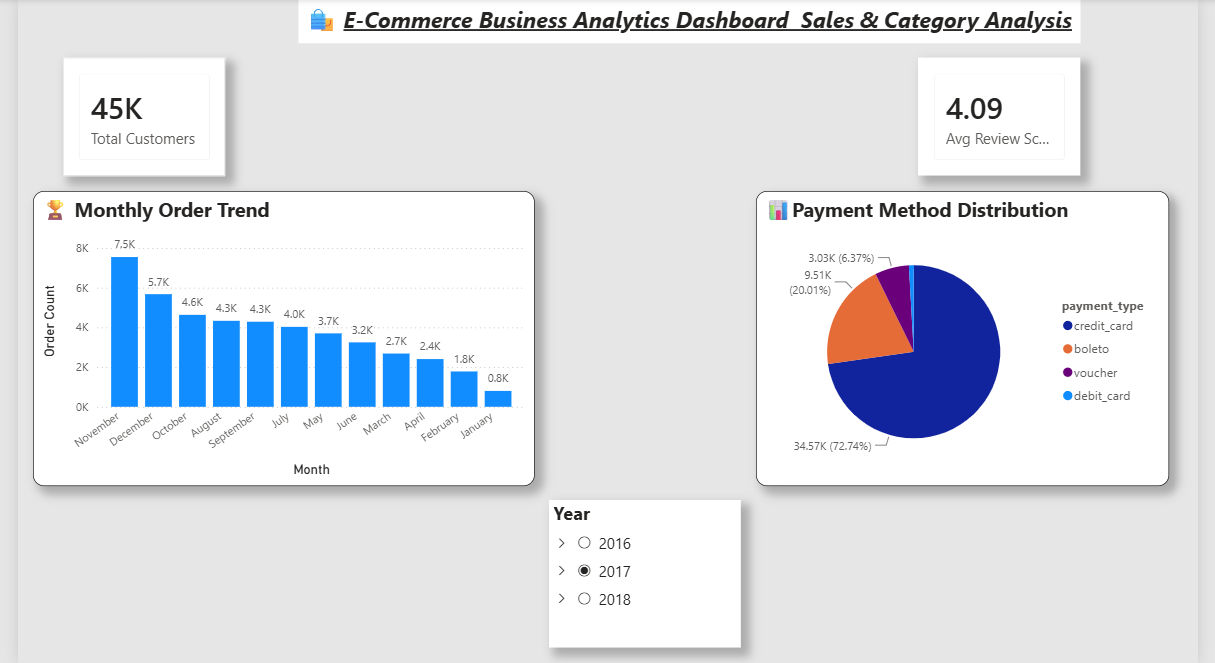 E-Commerce Business Analytics Dashboard  Sales & Category Analysis
45K
Total Customers
4.09
Avg Review Sc...
Monthly Order Trend
Order Count
8K
6K
4K
2K
0K
7.5K
5.7K
4.6K
4.3K
4.3K
4.0K
3.7K
3.2K
2.7K
2.4K
1.8K
0.8K
November
December
October
August
September
July
May
June
March
April
February
January
Month
Payment Method Distribution
3.03K (6.37%)
9.51K
(20.01%)
34.57K (72.74%)
payment_type
credit_card
boleto
voucher
debit_card
Year
2016
2017
2018